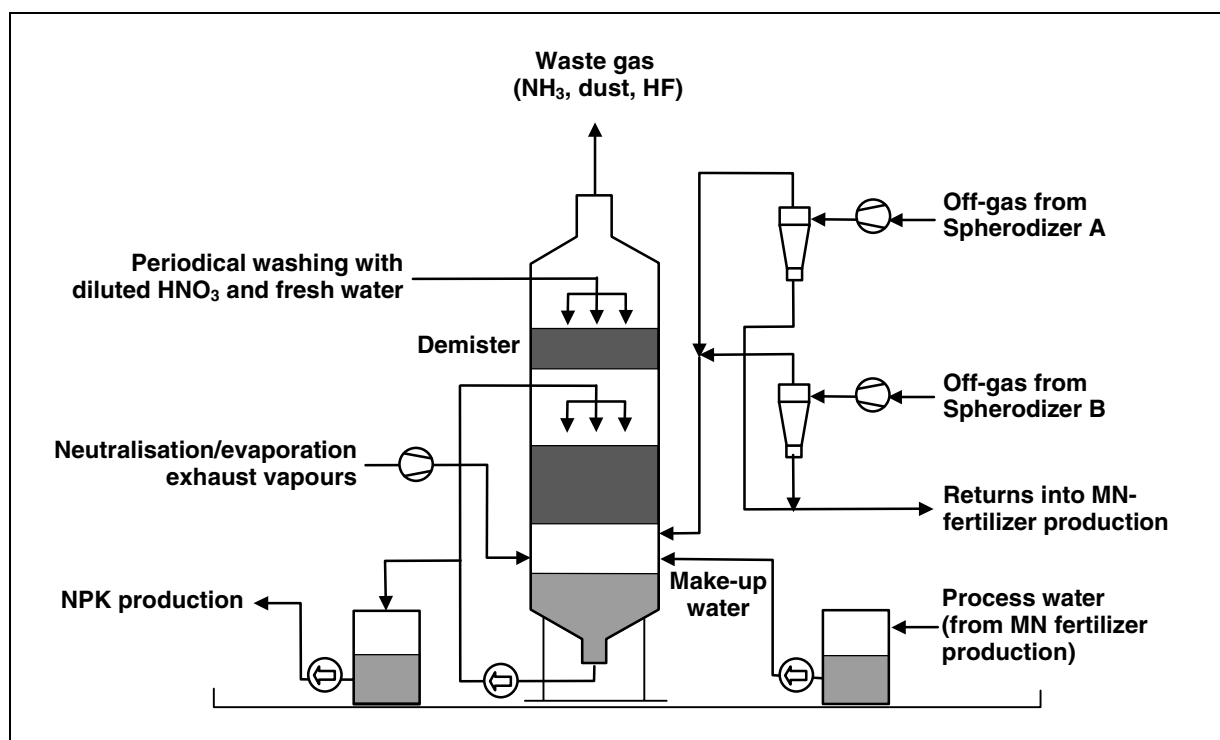 Waste gas
(NH₃, dust, HF)
Off-gas from
Spherodizer A
Periodical washing with
diluted HNO₃ and fresh water
Demister
Off-gas from
Spherodizer B
Neutralisation/evaporation
exhaust vapours
Returns into MN-
fertilizer production
Make-up
water
NPK production
Process water
(from MN fertilizer
production)